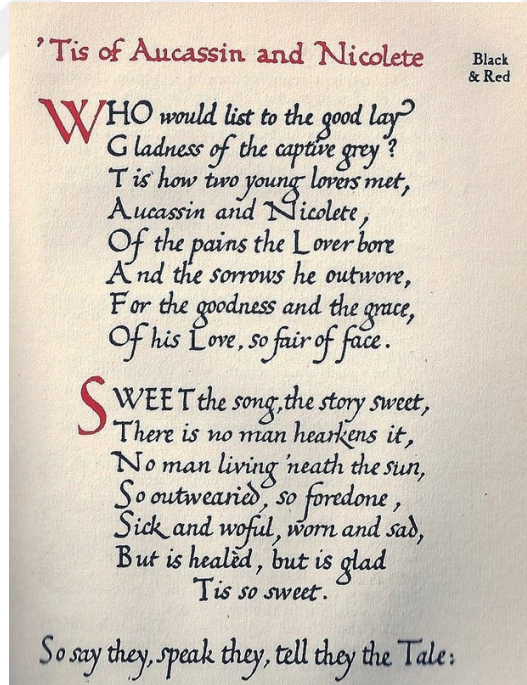 'Tis of Aucassin and Nicolete
Black
& Red
WHO would list to the good lay
Gladness of the captive grey?
Tis how two young lovers met,
Aucassin and Nicolete,
Of the pains the Lover bore
And the sorrows he outwore,
For the goodness and the grace,
Of his Love, so fair of face.
SWEET the song, the story sweet,
There is no man hearkens it,
No man living 'neath the sun,
So outwearied, so foredone,
Sick and woful, worn and sad,
But is healèd, but is glad
Tis so sweet.
So say they, speak they, tell they the Tale: